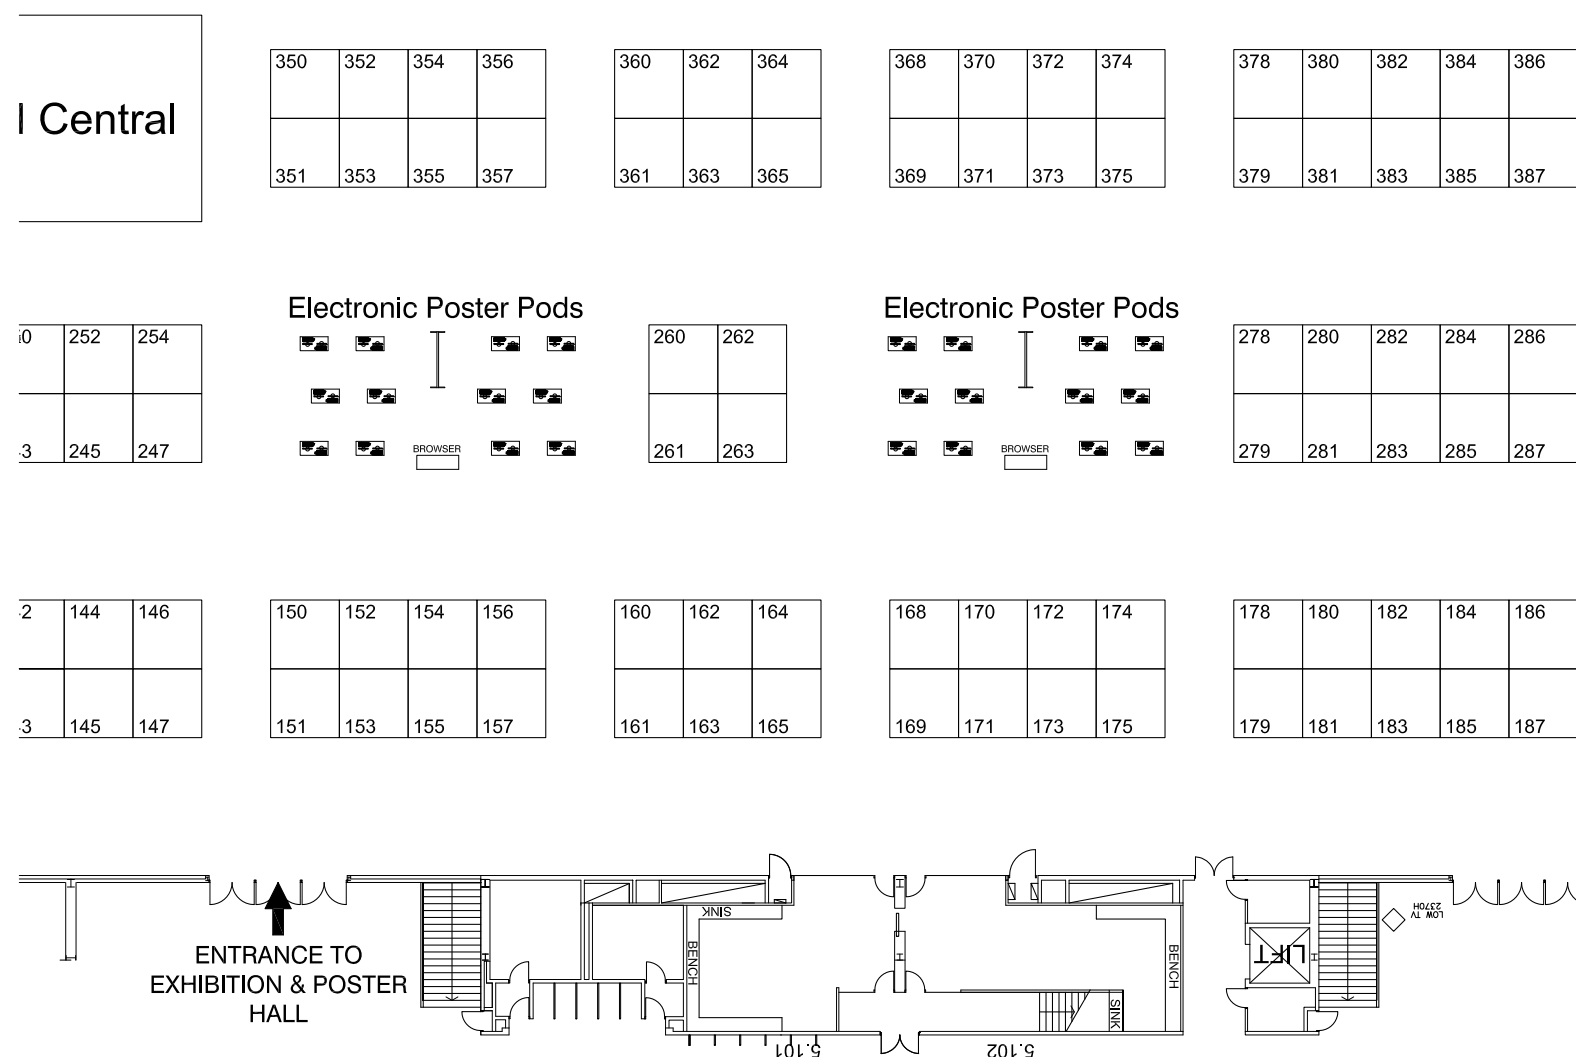 l Central
350 352 354 356
360 362 364
368 370 372 374
378 380 382 384 386
351 353 355 357
361 363 365
369 371 373 375
379 381 383 385 387
Electronic Poster Pods
Electronic Poster Pods
252 254
260 262
278 280 282 284 286
245 247
BROWSER
261 263
BROWSER
279 281 283 285 287
144 146
150 152 154 156
160 162 164
168 170 172 174
178 180 182 184 186
145 147
151 153 155 157
161 163 165
169 171 173 175
179 181 183 185 187
ENTRANCE TO
EXHIBITION & POSTER
HALL
SINK
BENCH
BENCH
SINK
LIFT
LOW TV
2370H
5.101
5.102